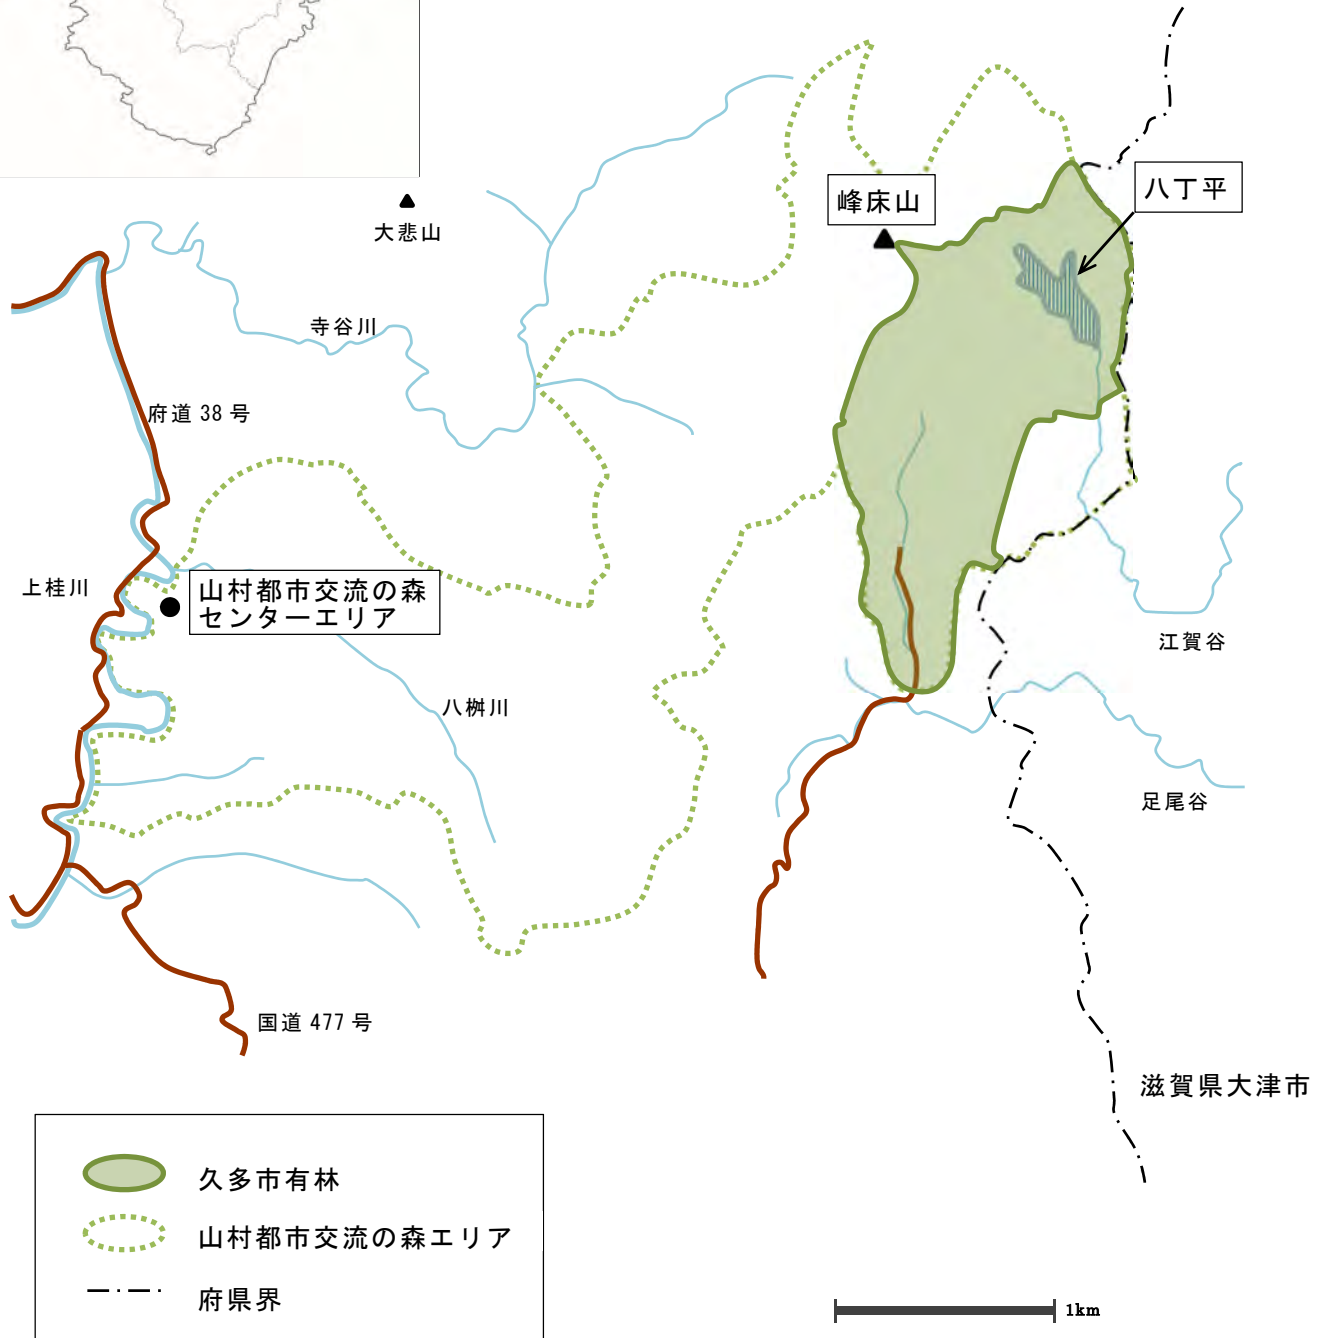 峰床山
八丁平
大悲山
寺谷川
府道 38 号
上桂川
山村都市交流の森
センターエリア
江賀谷
八桝川
足尾谷
国道 477 号
滋賀県大津市
久多市有林
山村都市交流の森エリア
府県界
1km